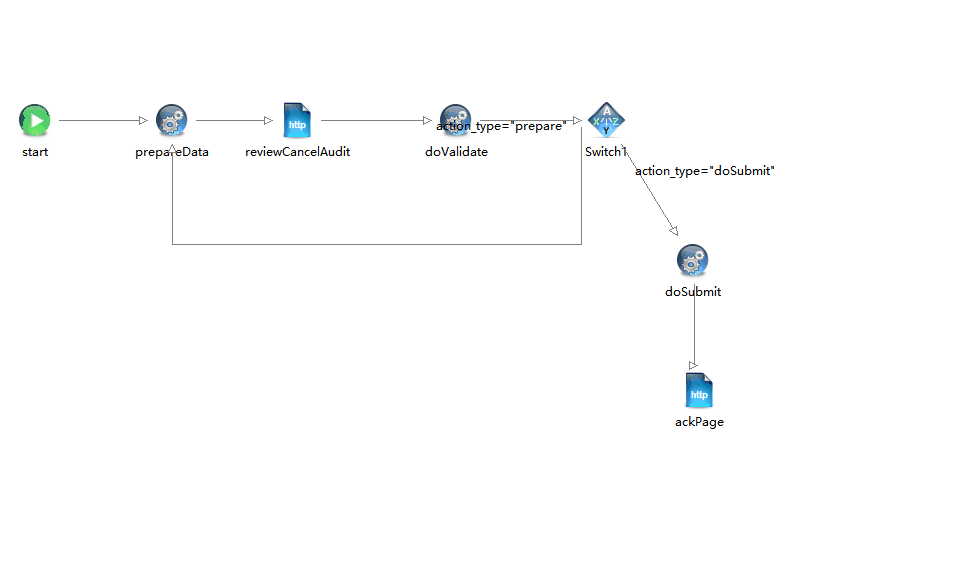 http
action_type="prepare"
A
X Z
Y
start
prepareData
reviewCancelAudit
doValidate
Switch1
action_type="doSubmit"
doSubmit
http
ackPage